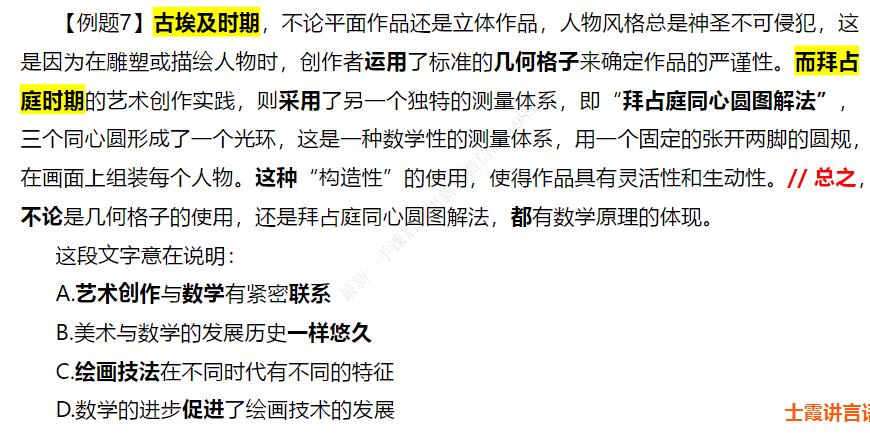 【例题7】古埃及时期，不论平面作品还是立体作品，人物风格总是神圣不可侵犯，这
是因为在雕塑或描绘人物时，创作者运用了标准的几何格子来确定作品的严谨性。而拜占
庭时期的艺术创作实践，则采用了另一个独特的测量体系，即“拜占庭同心圆图解法”，
三个同心圆形成了一个光环，这是一种数学性的测量体系，用一个固定的张开两脚的圆规，
在画面上组装每个人物。这种“构造性”的使用，使得作品具有灵活性和生动性。// 总之，
不论是几何格子的使用，还是拜占庭同心圆图解法，都有数学原理的体现。
这段文字意在说明：
A.艺术创作与数学有紧密联系
B.美术与数学的发展历史一样悠久
C.绘画技法在不同时代有不同的特征
D.数学的进步促进了绘画技术的发展
士霞讲言语